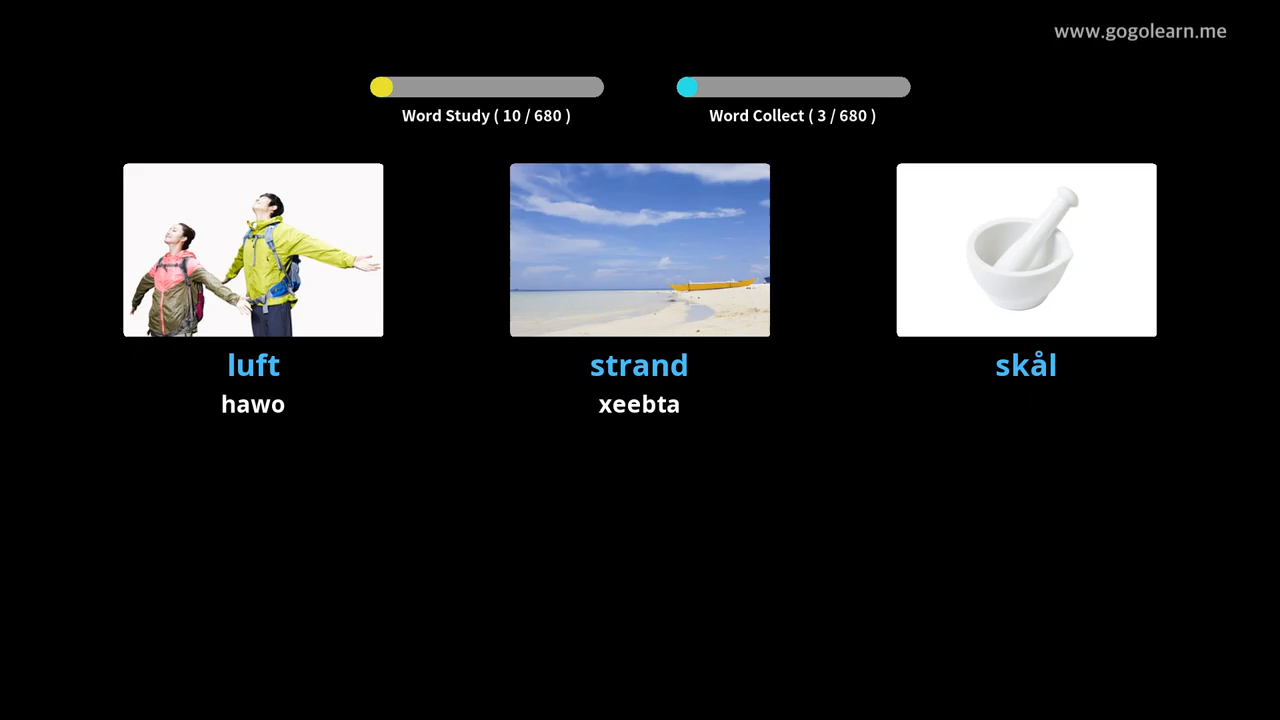 www.gogolearn.me
Word Study ( 10 / 680 )
Word Collect ( 3 / 680 )
luft
strand
skål
hawo
xeebta